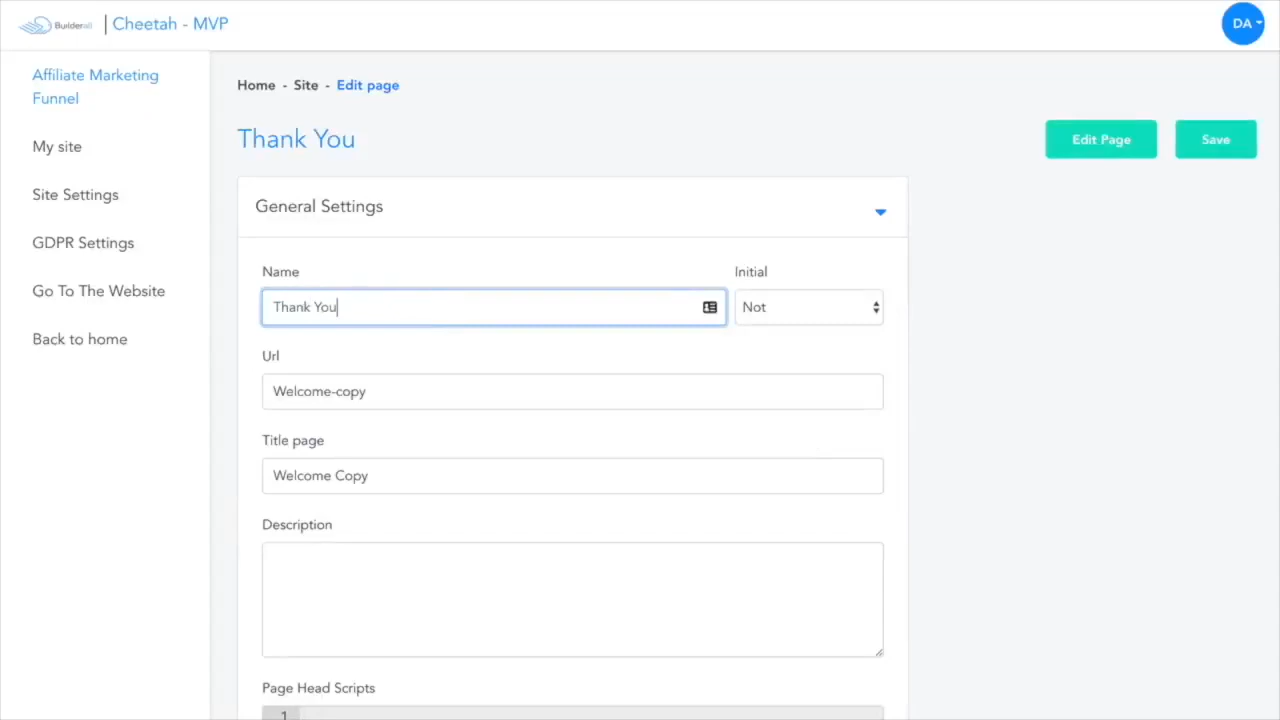 Builderall
Cheetah - MVP
DA
Affiliate Marketing
Funnel
My site
Site Settings
GDPR Settings
Go To The Website
Back to home
Home - Site - Edit page
Thank You
Edit Page
Save
General Settings
Name
Initial
Thank You
Not
Url
Welcome-copy
Title page
Welcome Copy
Description
Page Head Scripts
1